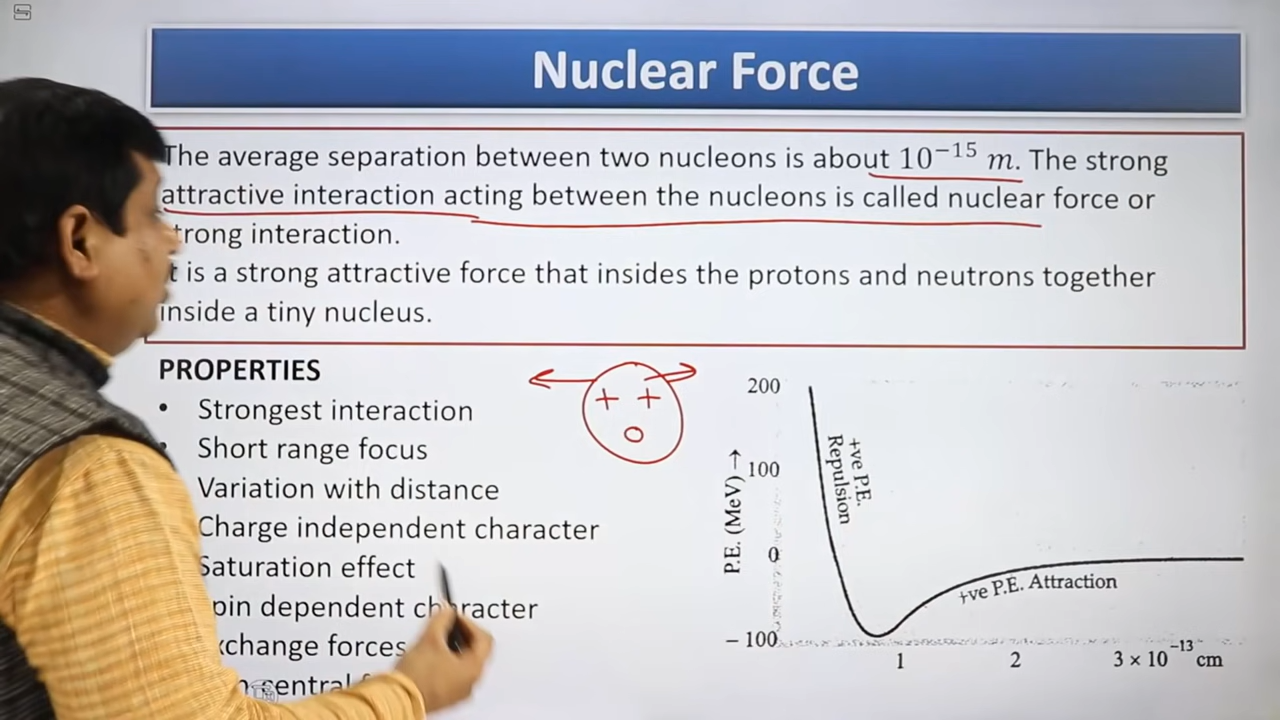 Nuclear Force
The average separation between two nucleons is about 10⁻¹⁵ m. The strong
attractive interaction acting between the nucleons is called nuclear force or
trong interaction.
t is a strong attractive force that insides the protons and neutrons together
inside a tiny nucleus.
PROPERTIES
• Strongest interaction
• Short range focus
Variation with distance
Charge independent character
Saturation effect
pin dependent character
xchange forces
n central f
+ +
P.E. (MeV) →
200
100
0
– 100
+ve P.E.
Repulsion
+ve P.E. Attraction
1 2 3 × 10⁻¹³ cm